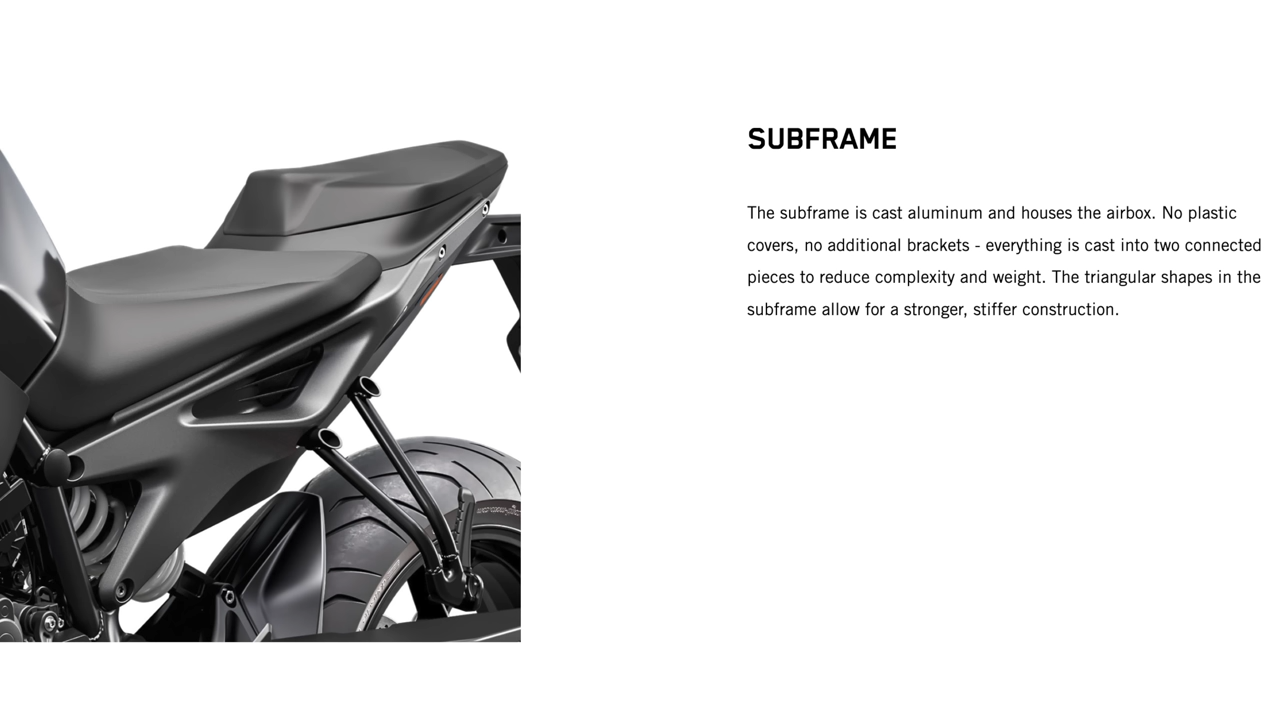 SUBFRAME
The subframe is cast aluminum and houses the airbox. No plastic
covers, no additional brackets - everything is cast into two connected
pieces to reduce complexity and weight. The triangular shapes in the
subframe allow for a stronger, stiffer construction.